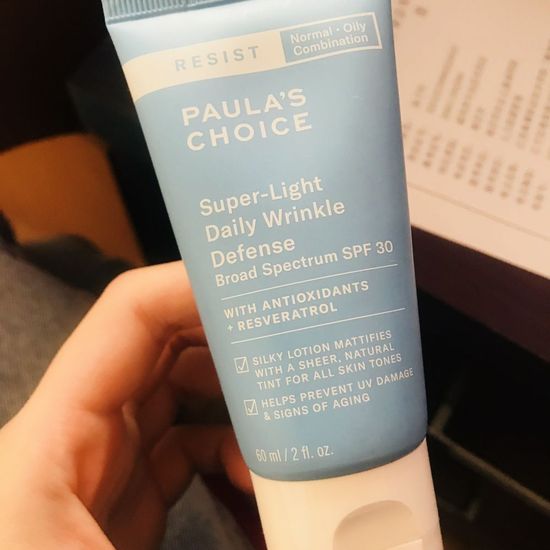 RESIST
Normal · Oily
Combination
PAULA'S
CHOICE
Super-Light
Daily Wrinkle
Defense
Broad Spectrum SPF 30
WITH ANTIOXIDANTS
+ RESVERATROL
SILKY LOTION MATTIFIES
WITH A SHEER, NATURAL
TINT FOR ALL SKIN TONES
HELPS PREVENT UV DAMAGE
& SIGNS OF AGING
60 ml / 2 fl. oz.